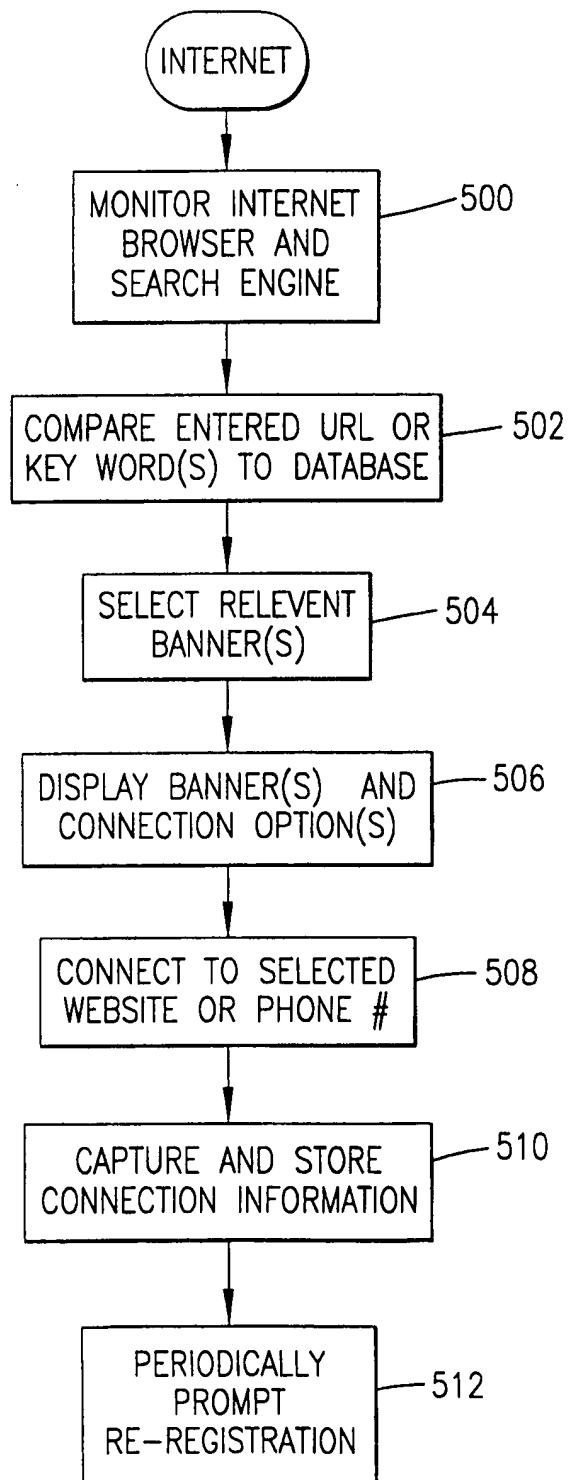 INTERNET
MONITOR INTERNET
BROWSER AND
SEARCH ENGINE
500
COMPARE ENTERED URL OR
KEY WORD(S) TO DATABASE
502
SELECT RELEVENT
BANNER(S)
504
DISPLAY BANNER(S) AND
CONNECTION OPTION(S)
506
CONNECT TO SELECTED
WEBSITE OR PHONE #
508
CAPTURE AND STORE
CONNECTION INFORMATION
510
PERIODICALLY
PROMPT
RE-REGISTRATION
512